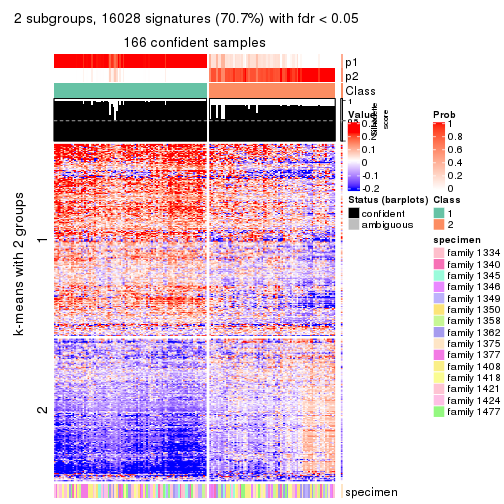 2 subgroups, 16028 signatures (70.7%) with fdr < 0.05
166 confident samples
p1
p2
Class
1
Silhouette
score
k-means with 2 groups
1
2
specimen
Value
0.1
0
-0.1
-0.2
Prob
1
0.8
0.6
0.4
0.2
0
Status (barplots)
confident
ambiguous
Class
1
2
specimen
family 1334
family 1340
family 1345
family 1346
family 1349
family 1350
family 1358
family 1362
family 1375
family 1377
family 1408
family 1418
family 1421
family 1424
family 1477